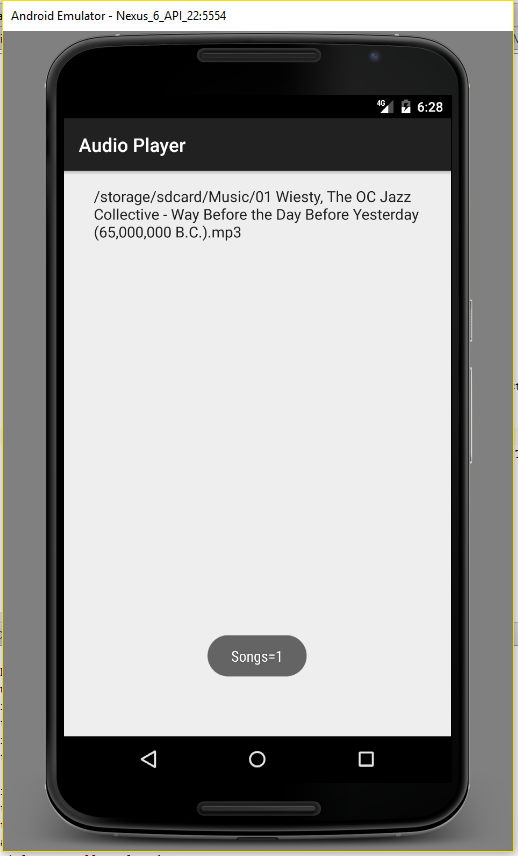 Android Emulator - Nexus_6_API_22:5554
4G 6:28
Audio Player
/storage/sdcard/Music/01 Wiesty, The OC Jazz
Collective - Way Before the Day Before Yesterday
(65,000,000 B.C.).mp3
Songs=1